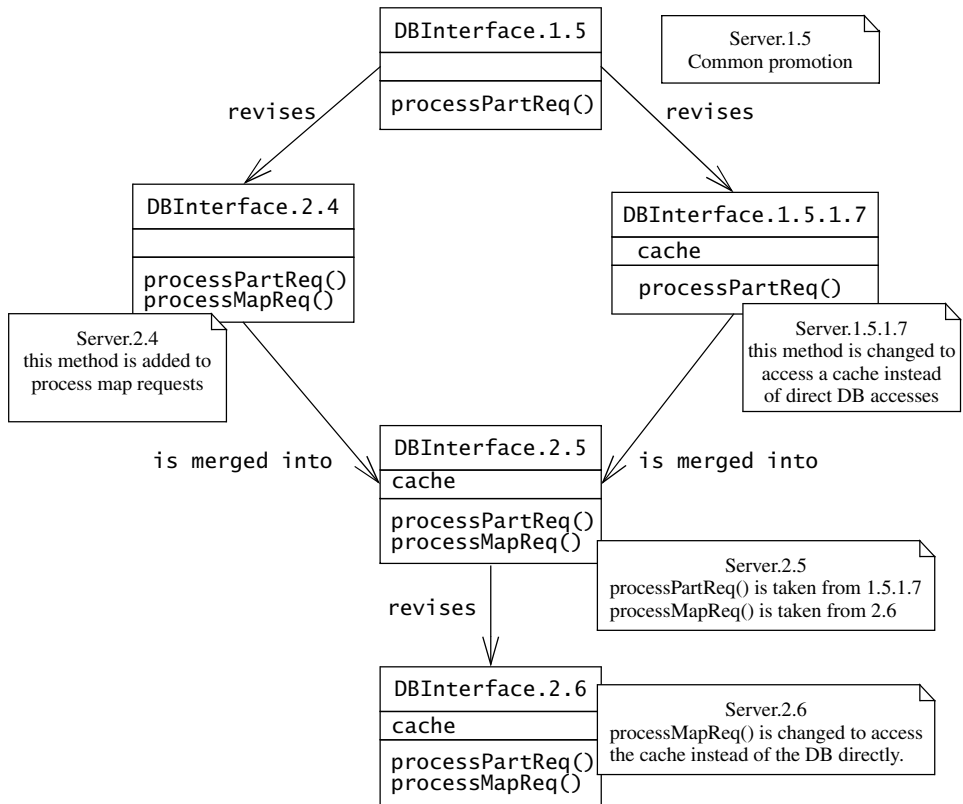 DBInterface.1.5
processPartReq()
Server.1.5
Common promotion
revises
revises
DBInterface.2.4
processPartReq()
processMapReq()
DBInterface.1.5.1.7
cache
processPartReq()
Server.2.4
this method is added to
process map requests
Server.1.5.1.7
this method is changed to
access a cache instead
of direct DB accesses
is merged into
is merged into
DBInterface.2.5
cache
processPartReq()
processMapReq()
Server.2.5
processPartReq() is taken from 1.5.1.7
processMapReq() is taken from 2.6
revises
DBInterface.2.6
cache
processPartReq()
processMapReq()
Server.2.6
processMapReq() is changed to access
the cache instead of the DB directly.